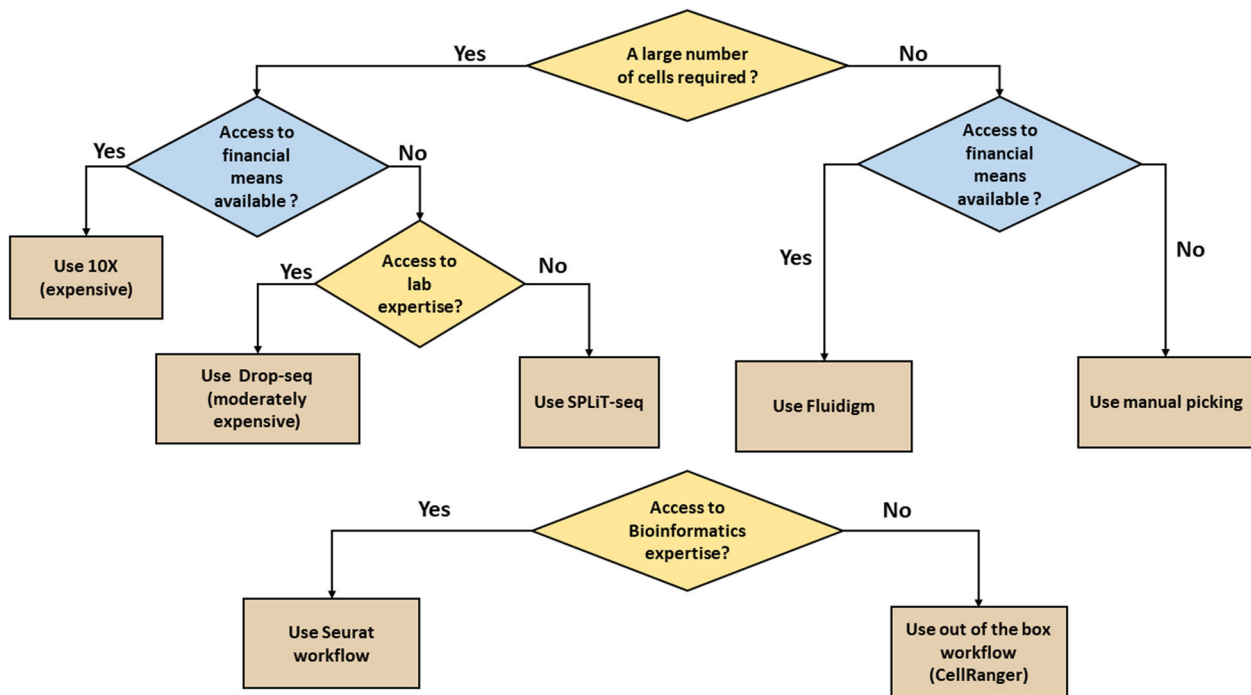 Yes
A large number
of cells required ?
No
Access to
financial
means
available ?
Yes
No
Access to
financial
means
available ?
Yes
No
Use 10X
(expensive)
Access to
lab
expertise?
Yes
No
Use Drop-seq
(moderately
expensive)
Use SPLiT-seq
Use Fluidigm
Use manual picking
Access to
Bioinformatics
expertise?
Yes
No
Use Seurat
workflow
Use out of the box
workflow
(CellRanger)